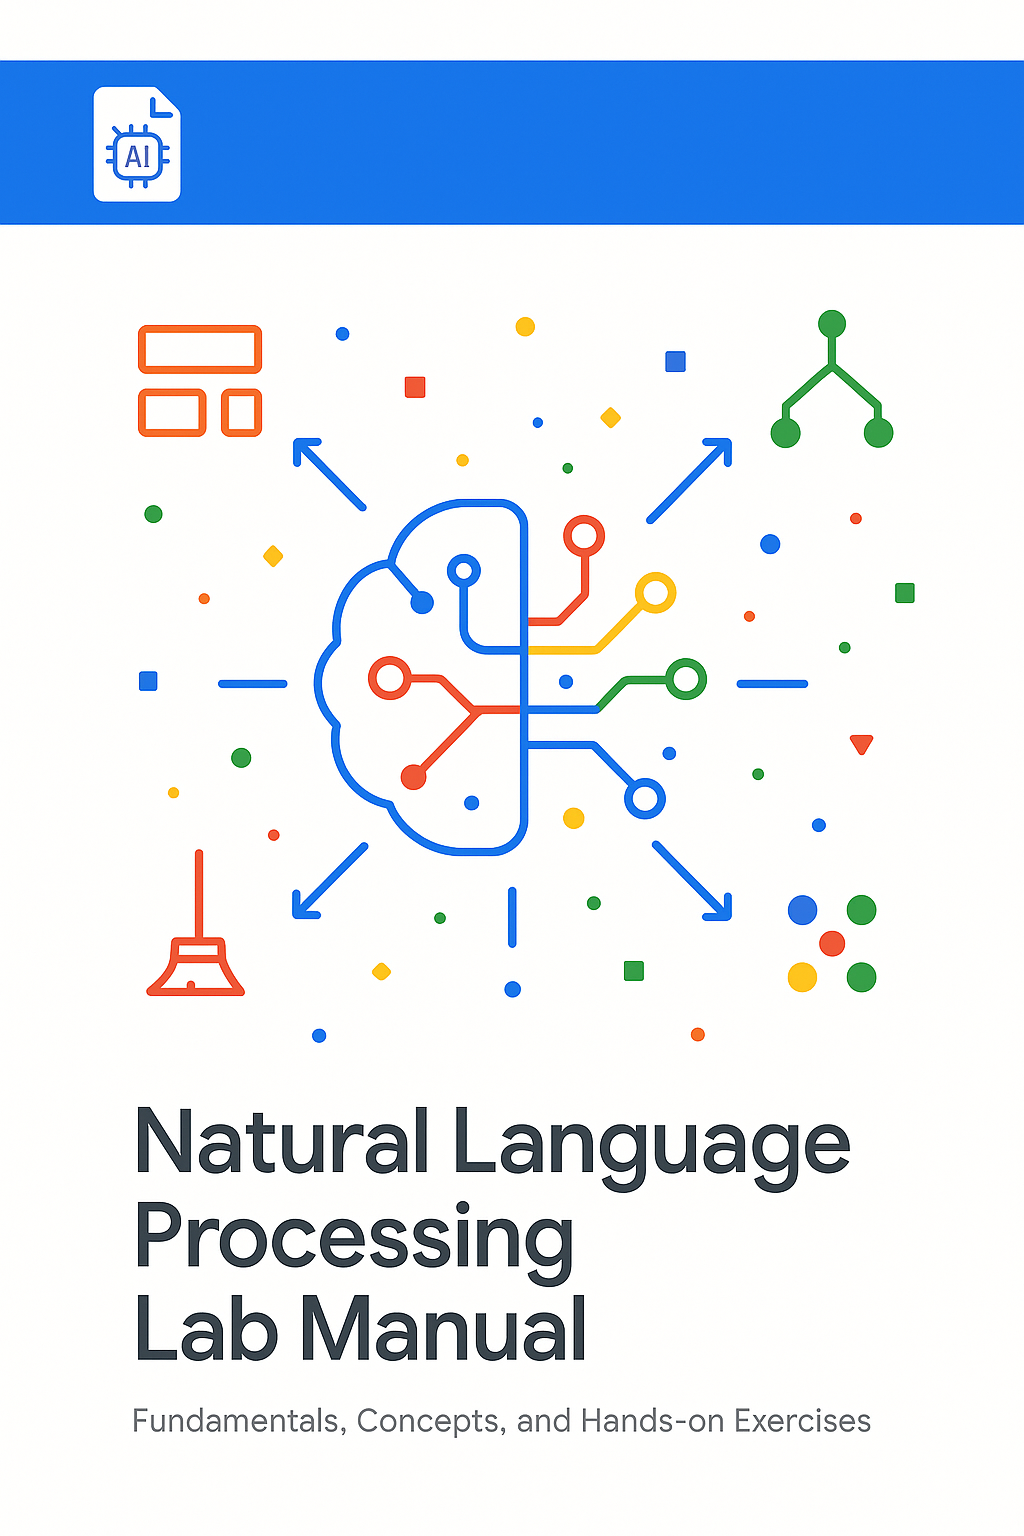 AI
Natural Language
Processing
Lab Manual
Fundamentals, Concepts, and Hands-on Exercises